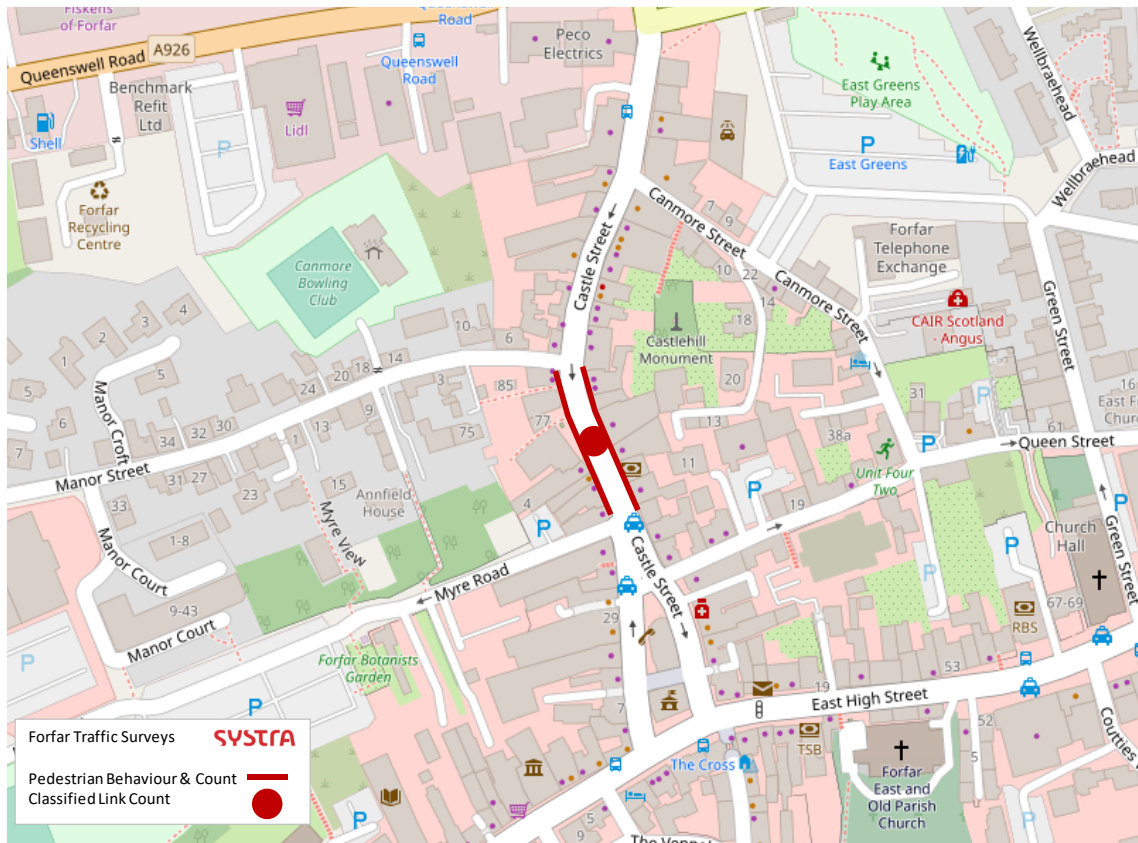 Fiskens
of Forfar
A926
Queenswell Road
Benchmark
Refit
Ltd
Shell
Forfar
Recycling
Centre
P
Lidl
Queenswell
Road
Queenswell
Road
Peco
Electrics
East Greens
Play Area
P
East Greens
Wellbraehead
Wellbraehead
Canmore
Bowling
Club
Castle Street
Canmore Street
Canmore Street
7
9
10
22
14
18
20
Castlehill
Monument
Forfar
Telephone
Exchange
CAIR Scotland
- Angus
Green Street
16
East F
Church
5
1
2
3
4
5
6
7
Manor Croft
34
32
30
31
27
23
24
20
18
14
10
6
1
13
9
3
75
85
77
Manor Street
33
1-8
Manor Court
9-43
Manor Court
15
Myre View
Annfield
House
4
P
Myre Road
11
38a
19
P
31
Unit Four
Two
P
P
61
Queen Street
Green Street
Church
Hall
67-69
P
P
RBS
53
Castle Street
29
7
19
East High Street
TSB
The Cross
52
5
Coutties
Forfar
East and
Old Parish
Church
5
9
The Vennel
Forfar Botanists
Garden
P
P
P
Forfar Traffic Surveys
SYSTRA
Pedestrian Behaviour & Count
Classified Link Count